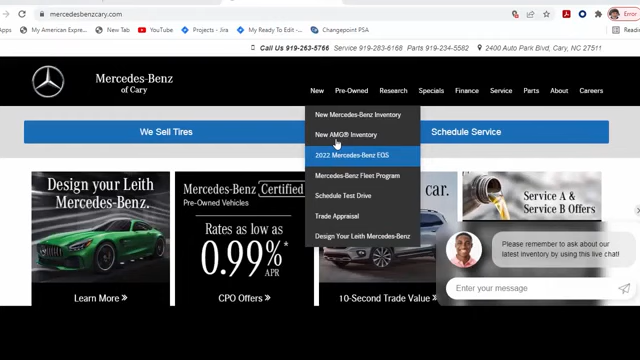 mercedesbenzcary.com
Error
Apps
My American Expre...
New Tab
YouTube
Projects - Jira
My Ready To Edit -...
Changepoint PSA
Call Us 919-263-5766 Service 919-283-6168 Parts 919-234-5582 2400 Auto Park Blvd, Cary, NC 27511
Mercedes-Benz
of Cary
New Pre-Owned Research Specials Finance Service Parts About Careers
New Mercedes-Benz Inventory
New AMG® Inventory
2022 Mercedes-Benz EQS
Mercedes-Benz Fleet Program
Schedule Test Drive
Trade Appraisal
Design Your Leith Mercedes-Benz
We Sell Tires
Schedule Service
Design your Leith
Mercedes-Benz.
Learn More »
Mercedes-Benz Certified
Pre-Owned Vehicles
Rates as low as
0.99%*
APR
CPO Offers »
car.
10-Second Trade Value »
Service A &
Service B Offers
Please remember to ask about our
latest inventory by using this live chat!
Enter your message